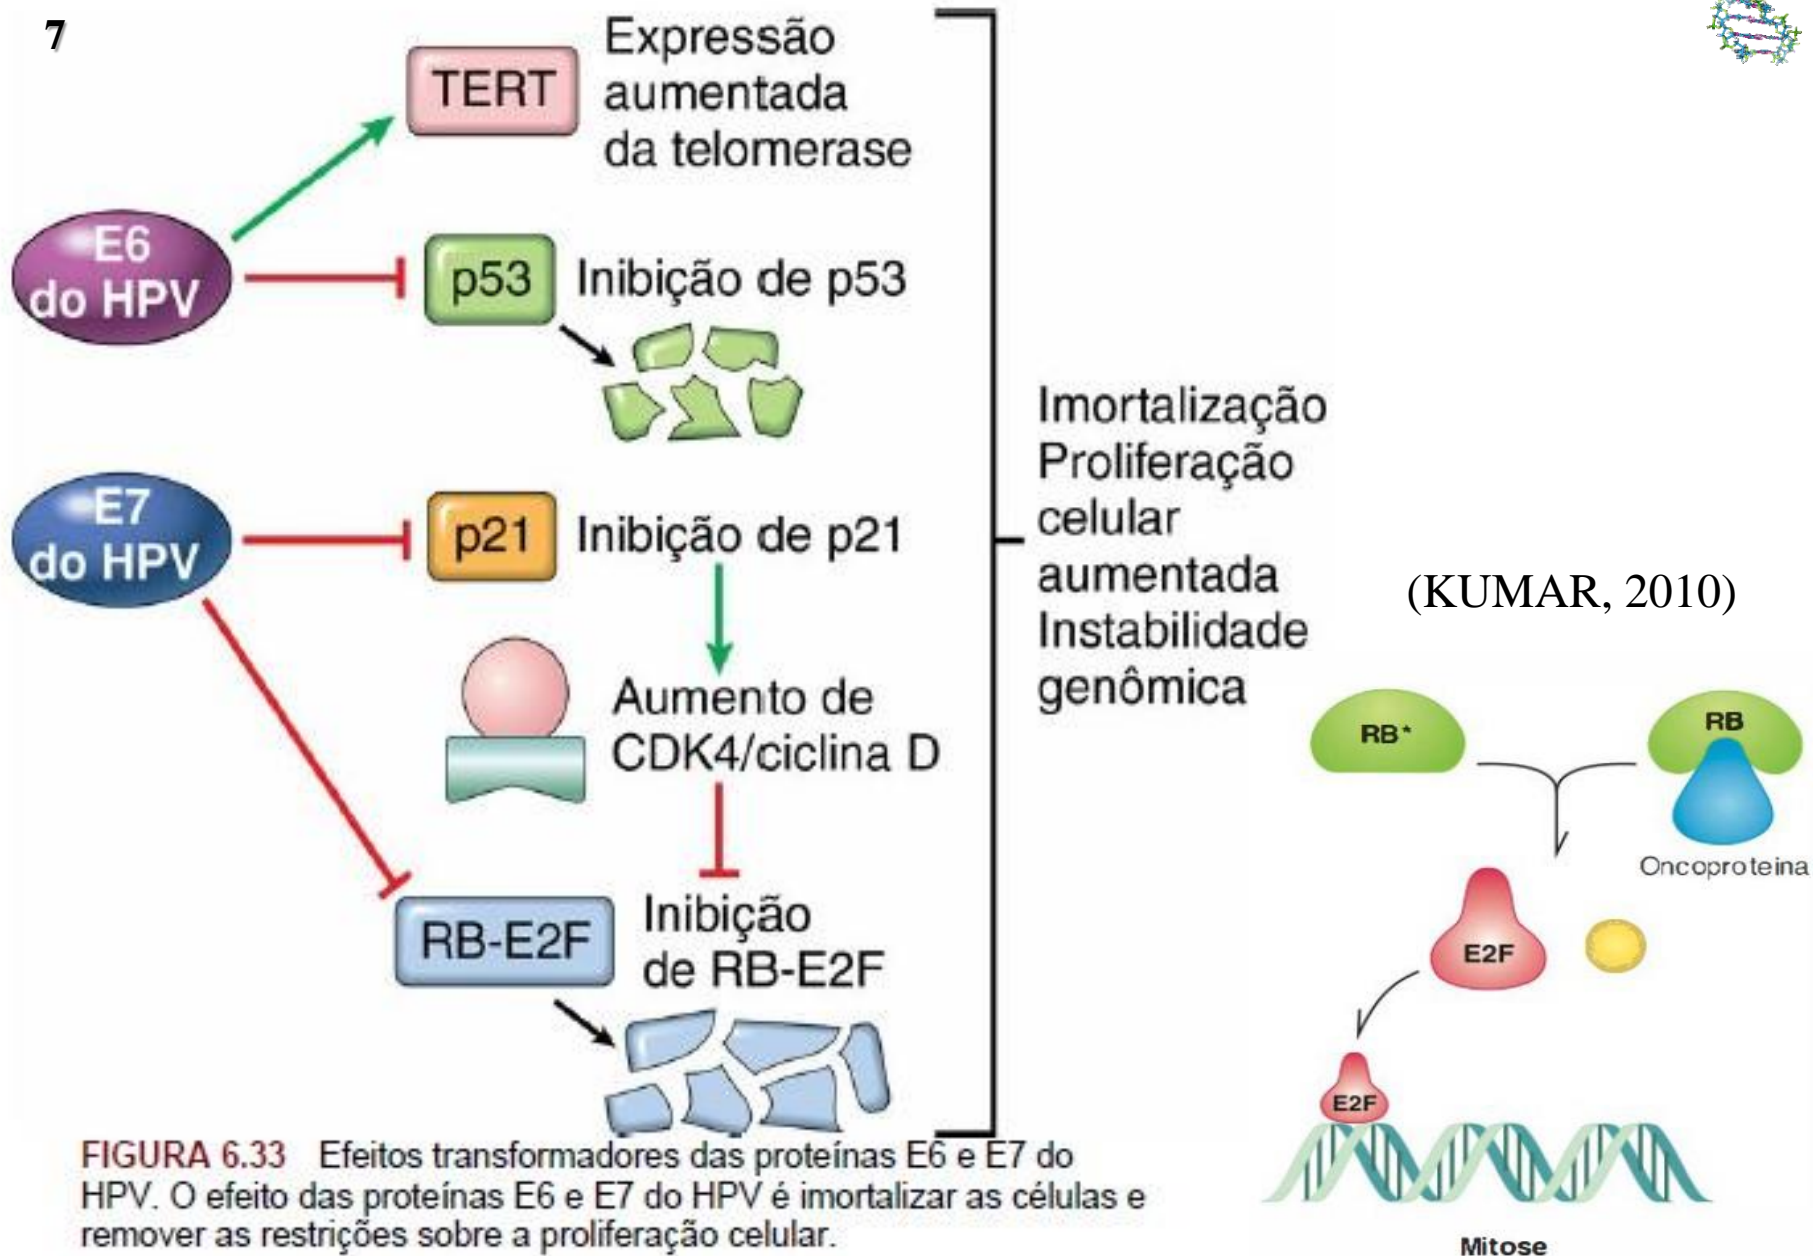 7
TERT
Expressão
aumentada
da telomerase
E6
do HPV
p53
Inibição de p53
E7
do HPV
p21
Inibição de p21
Aumento de
CDK4/ciclina D
RB-E2F
Inibição
de RB-E2F
Imortalização
Proliferação
celular
aumentada
Instabilidade
genômica
(KUMAR, 2010)
RB*
RB
Oncoproteina
E2F
E2F
Mitose
FIGURA 6.33 Efeitos transformadores das proteínas E6 e E7 do
HPV. O efeito das proteínas E6 e E7 do HPV é imortalizar as células e
remover as restrições sobre a proliferação celular.